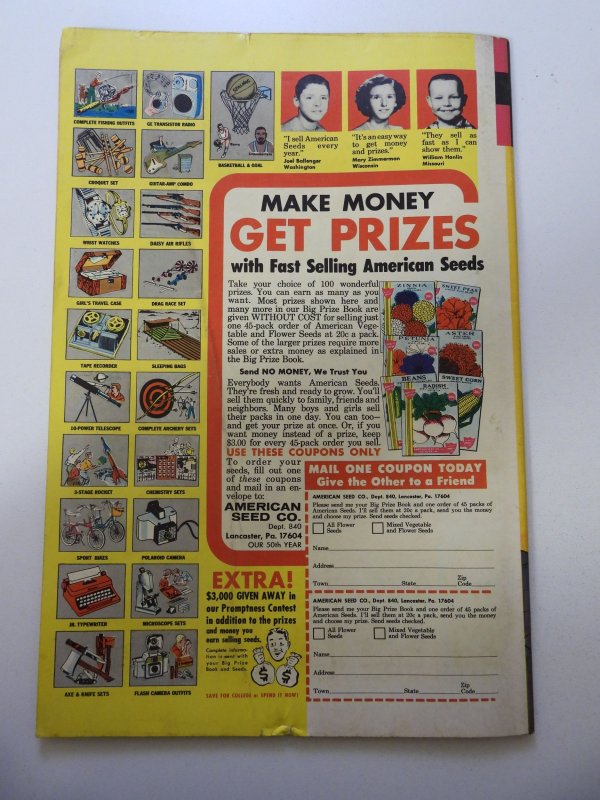 COMPLETE FISHING OUTFITS
GE TRANSISTOR RADIO
BASKETBALL & GOAL
CROQUET SET
GUITAR-AMP COMBO
WRIST WATCHES
DAISY AIR RIFLES
GIRL'S TRAVEL CASE
DRAG RACE SET
TAPE RECORDER
SLEEPING BAGS
10-POWER TELESCOPE
COMPLETE ARCHERY SETS
3-STAGE ROCKET
CHEMISTRY SETS
SPORT BIKES
POLAROID CAMERA
JR. TYPEWRITER
MICROSCOPE SETS
AXE & KNIFE SETS
FLASH CAMERA OUTFITS
"I sell American
Seeds every
year."
Joel Ballenger
Washington
"It's an easy way
to get money
and prizes."
Mary Zimmerman
Wisconsin
"They sell as
fast as I can
show them."
William Hanlin
Missouri
MAKE MONEY
GET PRIZES
with Fast Selling American Seeds
Take your choice of 100 wonderful
prizes. You can earn as many as you
want. Most prizes shown here and
many more in our Big Prize Book are
given WITHOUT COST for selling just
one 45-pack order of American Vege-
table and Flower Seeds at 20c a pack.
Some of the larger prizes require more
sales or extra money as explained in
the Big Prize Book.
Send NO MONEY, We Trust You
Everybody wants American Seeds.
They're fresh and ready to grow. You'll
sell them quickly to family, friends and
neighbors. Many boys and girls sell
their packs in one day. You can too—
and get your prize at once. Or, if you
want money instead of a prize, keep
$3.00 for every 45-pack order you sell.
USE THESE COUPONS ONLY
To order your
seeds, fill out one
of these coupons
and mail in an en-
velope to:
AMERICAN
SEED CO.
Dept. 840
Lancaster, Pa. 17604
OUR 50th YEAR
ZINNIA
SWEET PEAS
PETUNIA
ASTER
BEANS
RADISH
SWEET CORN
EXTRA!
$3,000 GIVEN AWAY in
our Promptness Contest
in addition to the prizes
and money you
earn selling seeds.
Complete informa-
tion is sent with
your Big Prize
Book and Seeds.
SAVE FOR COLLEGE or SPEND IT NOW!
MAIL ONE COUPON TODAY
Give the Other to a Friend
AMERICAN SEED CO., Dept. 840, Lancaster, Pa. 17604
Please send me your Big Prize Book and one order of 45 packs of
American Seeds. I'll sell them at 20c a pack, send you the money
and choose my prize. Send seeds checked.
All Flower
Seeds
Mixed Vegetable
and Flower Seeds
Name
Address
Town State Zip Code
AMERICAN SEED CO., Dept. 840, Lancaster, Pa. 17604
Please send me your Big Prize Book and one order of 45 packs of
American Seeds. I'll sell them at 20c a pack, send you the money
and choose my prize. Send seeds checked.
All Flower
Seeds
Mixed Vegetable
and Flower Seeds
Name
Address
Town State Zip Code